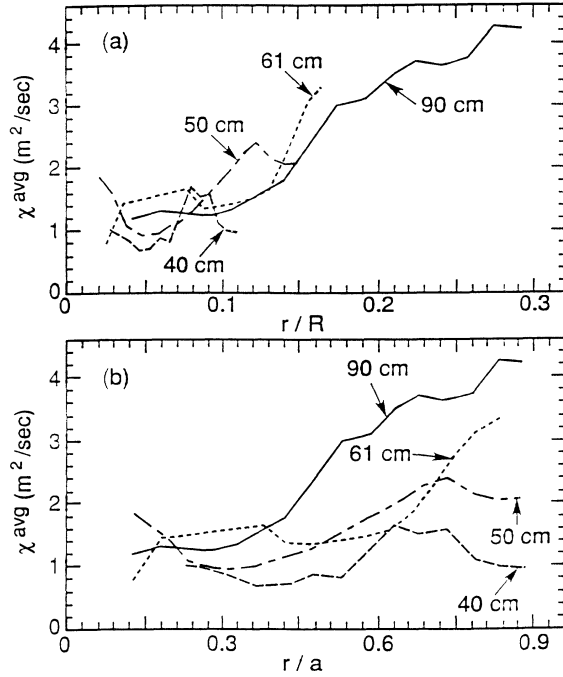 (a)
4
3
2
1
0
χ avg (m²/sec)
61 cm
90 cm
50 cm
40 cm
0
0.1
0.2
0.3
r / R
(b)
4
3
2
1
0
χ avg (m²/sec)
90 cm
61 cm
50 cm
40 cm
0
0.3
0.6
0.9
r / a